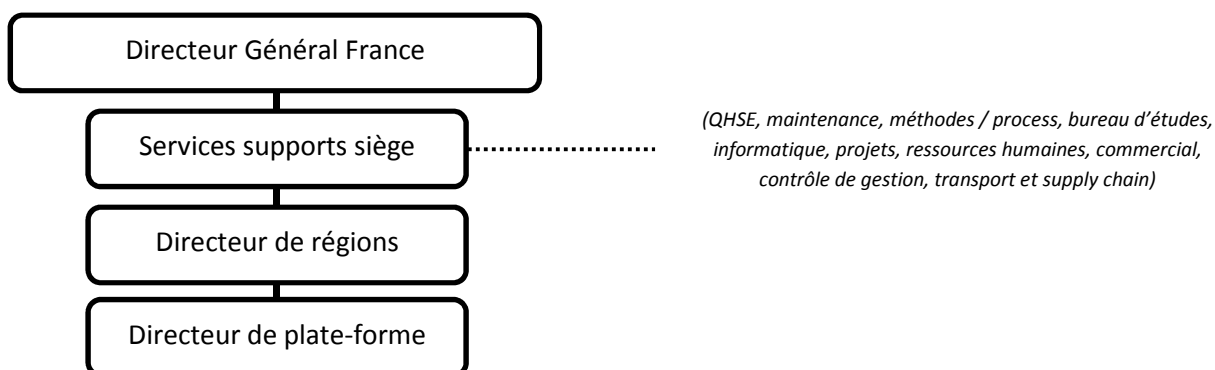 Directeur Général France
Services supports siège
(QHSE, maintenance, méthodes / process, bureau d’études,
informatique, projets, ressources humaines, commercial,
contrôle de gestion, transport et supply chain)
Directeur de régions
Directeur de plate-forme